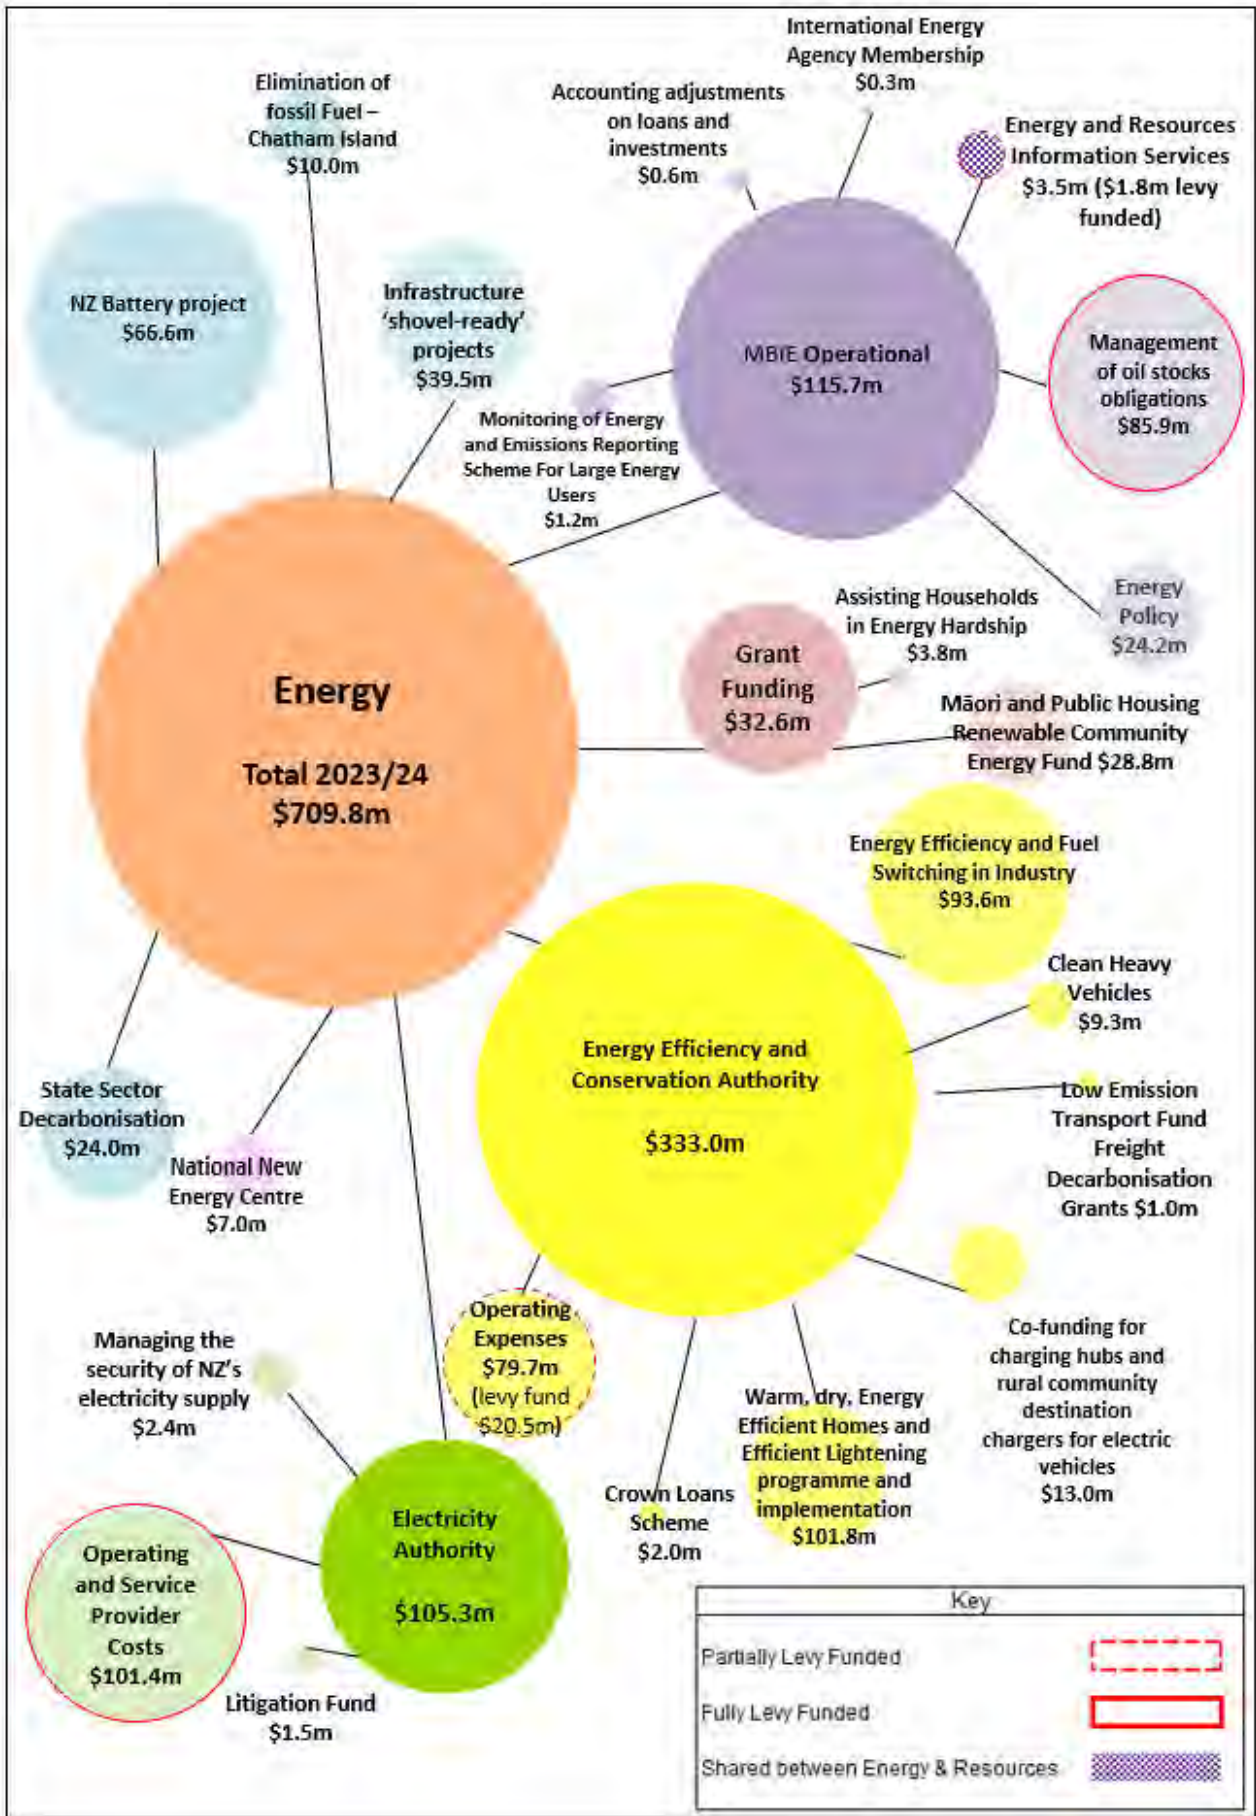 International Energy
Agency Membership
$0.3m
Elimination of
fossil Fuel –
Chatham Island
$10.0m
Accounting adjustments
on loans and
investments
$0.6m
Energy and Resources
Information Services
$3.5m ($1.8m levy
funded)
NZ Battery project
$66.6m
Infrastructure
‘shovel-ready’
projects
$39.5m
MBIE Operational
$115.7m
Management
of oil stocks
obligations
$85.9m
Monitoring of Energy
and Emissions Reporting
Scheme For Large Energy
Users
$1.2m
Energy
Policy
$24.2m
Assisting Households
in Energy Hardship
$3.8m
Grant
Funding
$32.6m
Māori and Public Housing
Renewable Community
Energy Fund $28.8m
Energy
Total 2023/24
$709.8m
Energy Efficiency and Fuel
Switching in Industry
$93.6m
Clean Heavy
Vehicles
$9.3m
Energy Efficiency and
Conservation Authority
$333.0m
Low Emission
Transport Fund
Freight
Decarbonisation
Grants $1.0m
State Sector
Decarbonisation
$24.0m
National New
Energy Centre
$7.0m
Operating
Expenses
$79.7m
(levy fund
$20.5m)
Co-funding for
charging hubs and
rural community
destination
chargers for electric
vehicles
$13.0m
Managing the
security of NZ’s
electricity supply
$2.4m
Warm, dry, Energy
Efficient Homes and
Efficient Lightening
programme and
implementation
$101.8m
Crown Loans
Scheme
$2.0m
Electricity
Authority
$105.3m
Operating
and Service
Provider
Costs
$101.4m
Litigation Fund
$1.5m
Key
Partially Levy Funded
Fully Levy Funded
Shared between Energy & Resources